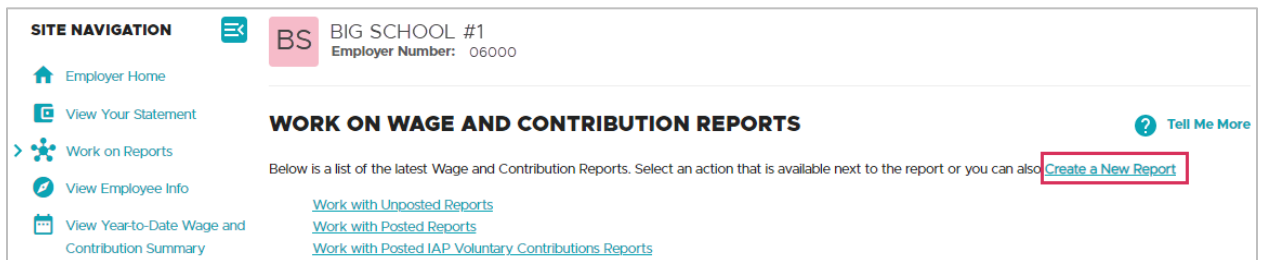 SITE NAVIGATION
Employer Home
View Your Statement
Work on Reports
View Employee Info
View Year-to-Date Wage and
Contribution Summary
BS
BIG SCHOOL #1
Employer Number: 06000
WORK ON WAGE AND CONTRIBUTION REPORTS
Tell Me More
Below is a list of the latest Wage and Contribution Reports. Select an action that is available next to the report or you can also Create a New Report
Work with Unposted Reports
Work with Posted Reports
Work with Posted IAP Voluntary Contributions Reports